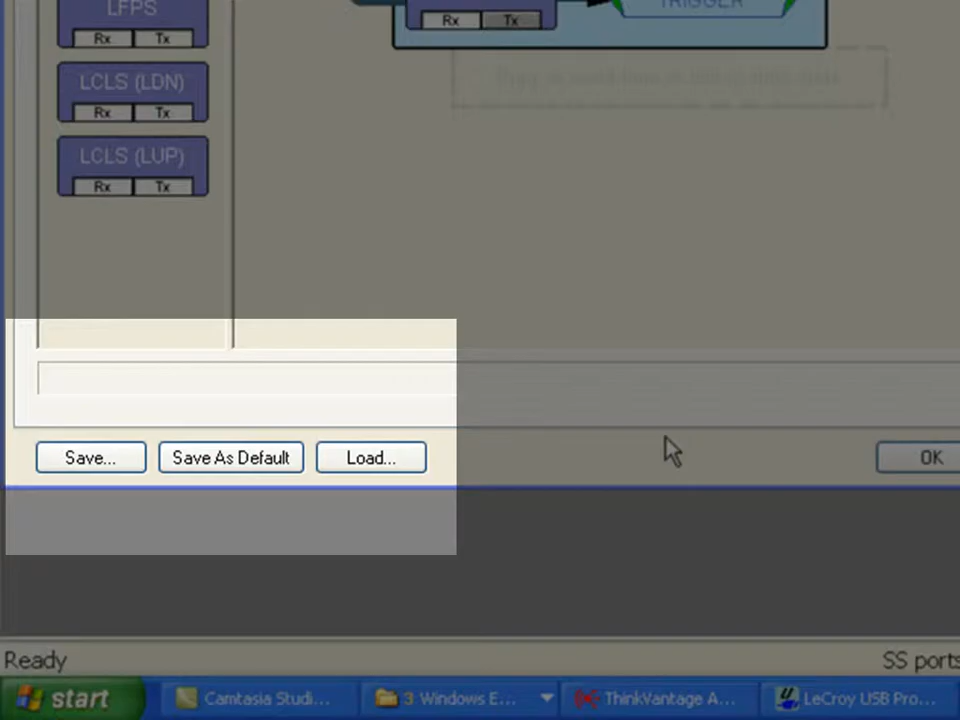 LFPS
Rx Tx
Rx Tx
TRIGGER
LCLS (LDN)
Rx Tx
LCLS (LUP)
Rx Tx
Save...
Save As Default
Load...
OK
Ready
SS ports
start
Camtasia Studi...
3 Windows E...
ThinkVantage A...
LeCroy USB Pro...